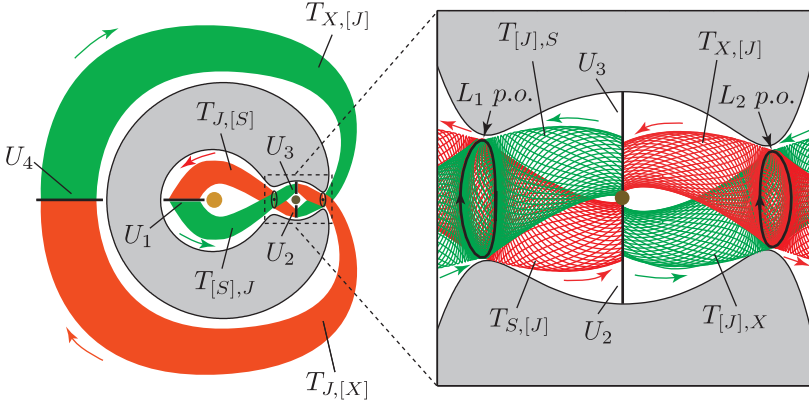 T_{X,[J]}
T_{J,[S]}
U_4
U_3
U_1
U_2
T_{[S],J}
T_{J,[X]}
T_{[J],S}
T_{X,[J]}
U_3
L_1 p.o.
L_2 p.o.
T_{S,[J]}
U_2
T_{[J],X}